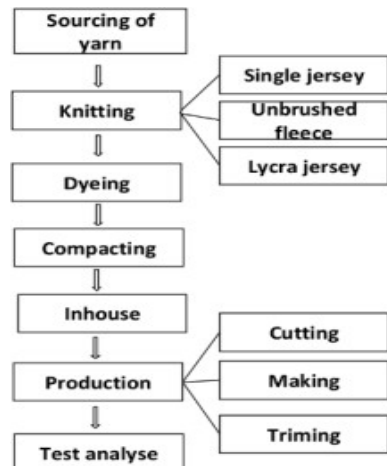 Sourcing of
yarn
Single jersey
Knitting
Unbrushed
fleece
Lycra jersey
Dyeing
Compacting
Inhouse
Cutting
Production
Making
Triming
Test analyse